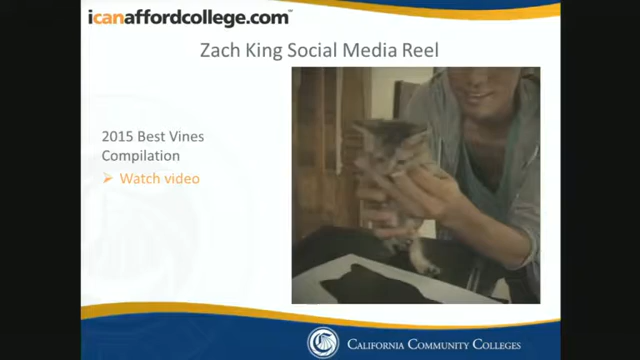 icanaffordcollege.com™
Zach King Social Media Reel
2015 Best Vines
Compilation
➢ Watch video
CALIFORNIA COMMUNITY COLLEGES